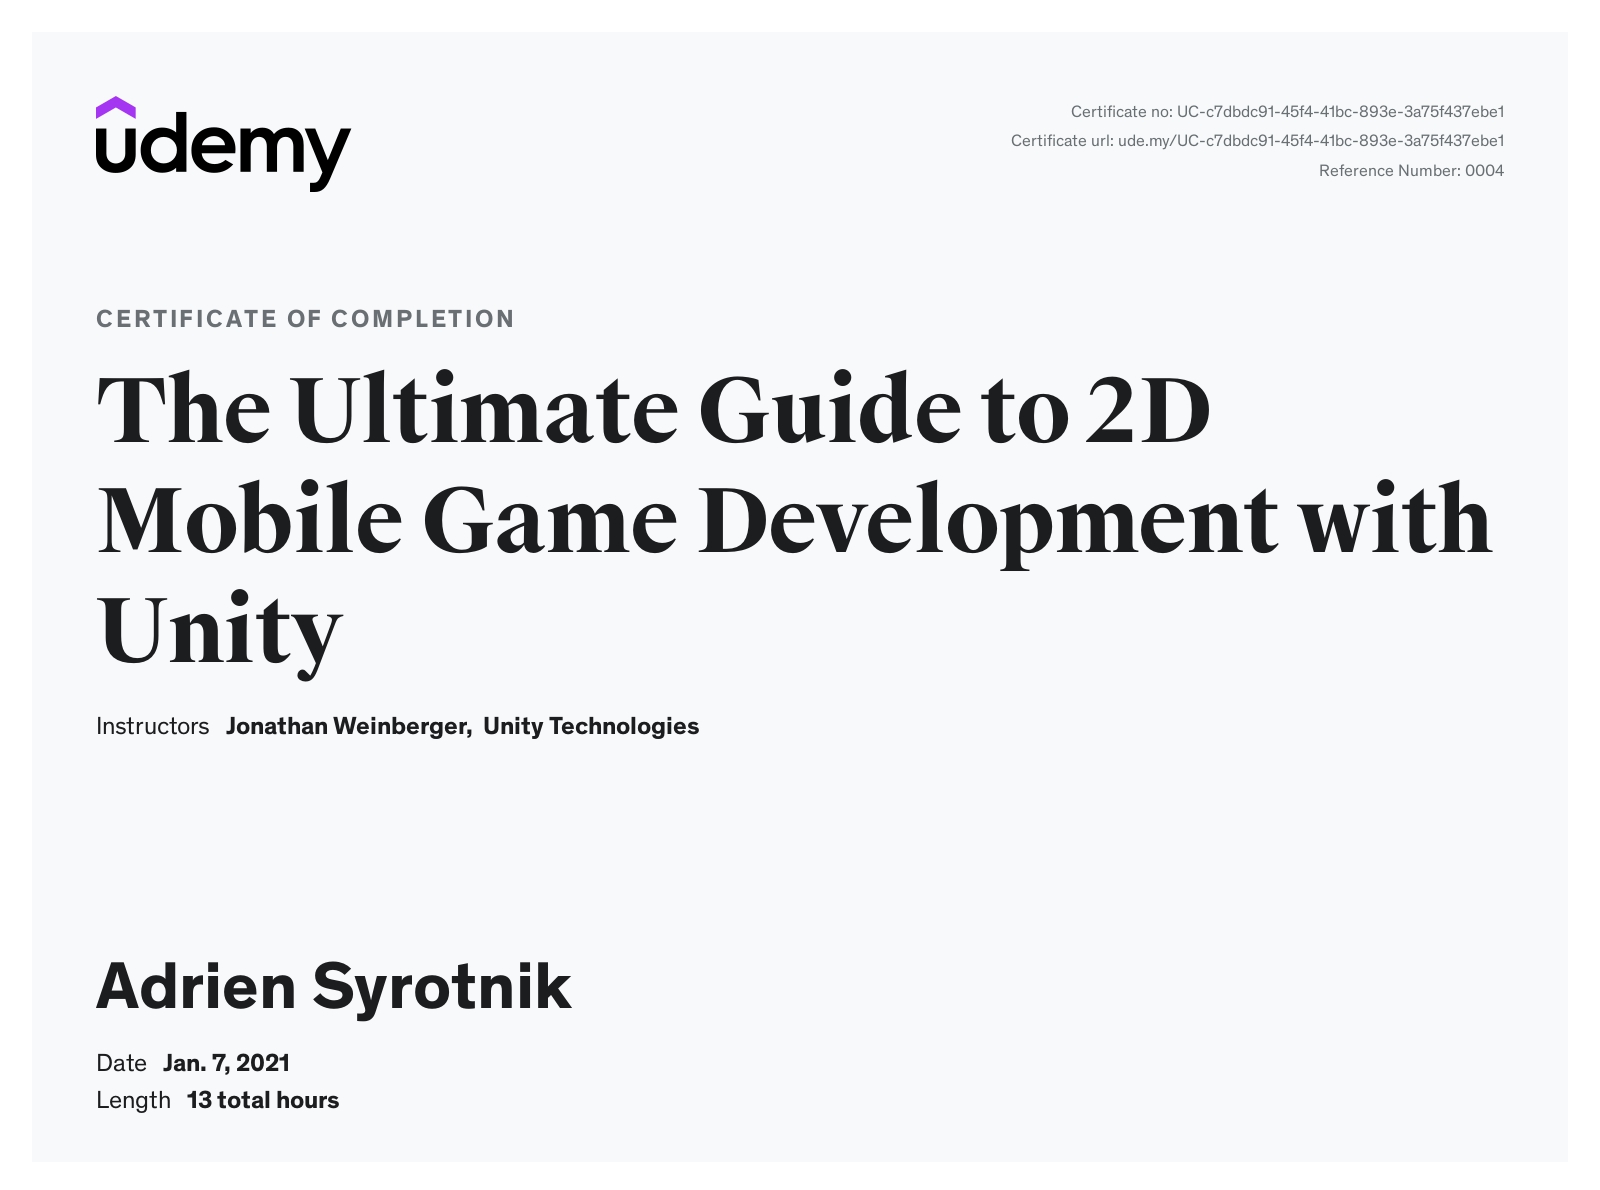 udemy
Certificate no: UC-c7dbdc91-45f4-41bc-893e-3a75f437ebe1
Certificate url: ude.my/UC-c7dbdc91-45f4-41bc-893e-3a75f437ebe1
Reference Number: 0004
CERTIFICATE OF COMPLETION
The Ultimate Guide to 2D
Mobile Game Development with
Unity
Instructors Jonathan Weinberger, Unity Technologies
Adrien Syrotnik
Date Jan. 7, 2021
Length 13 total hours